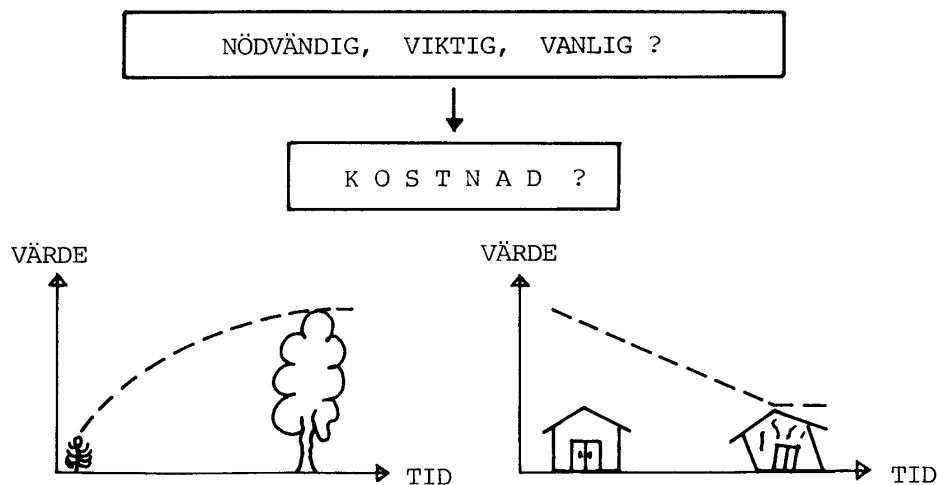 NÖDVÄNDIG, VIKTIG, VANLIG ?
K O S T N A D ?
VÄRDE
TID
VÄRDE
TID